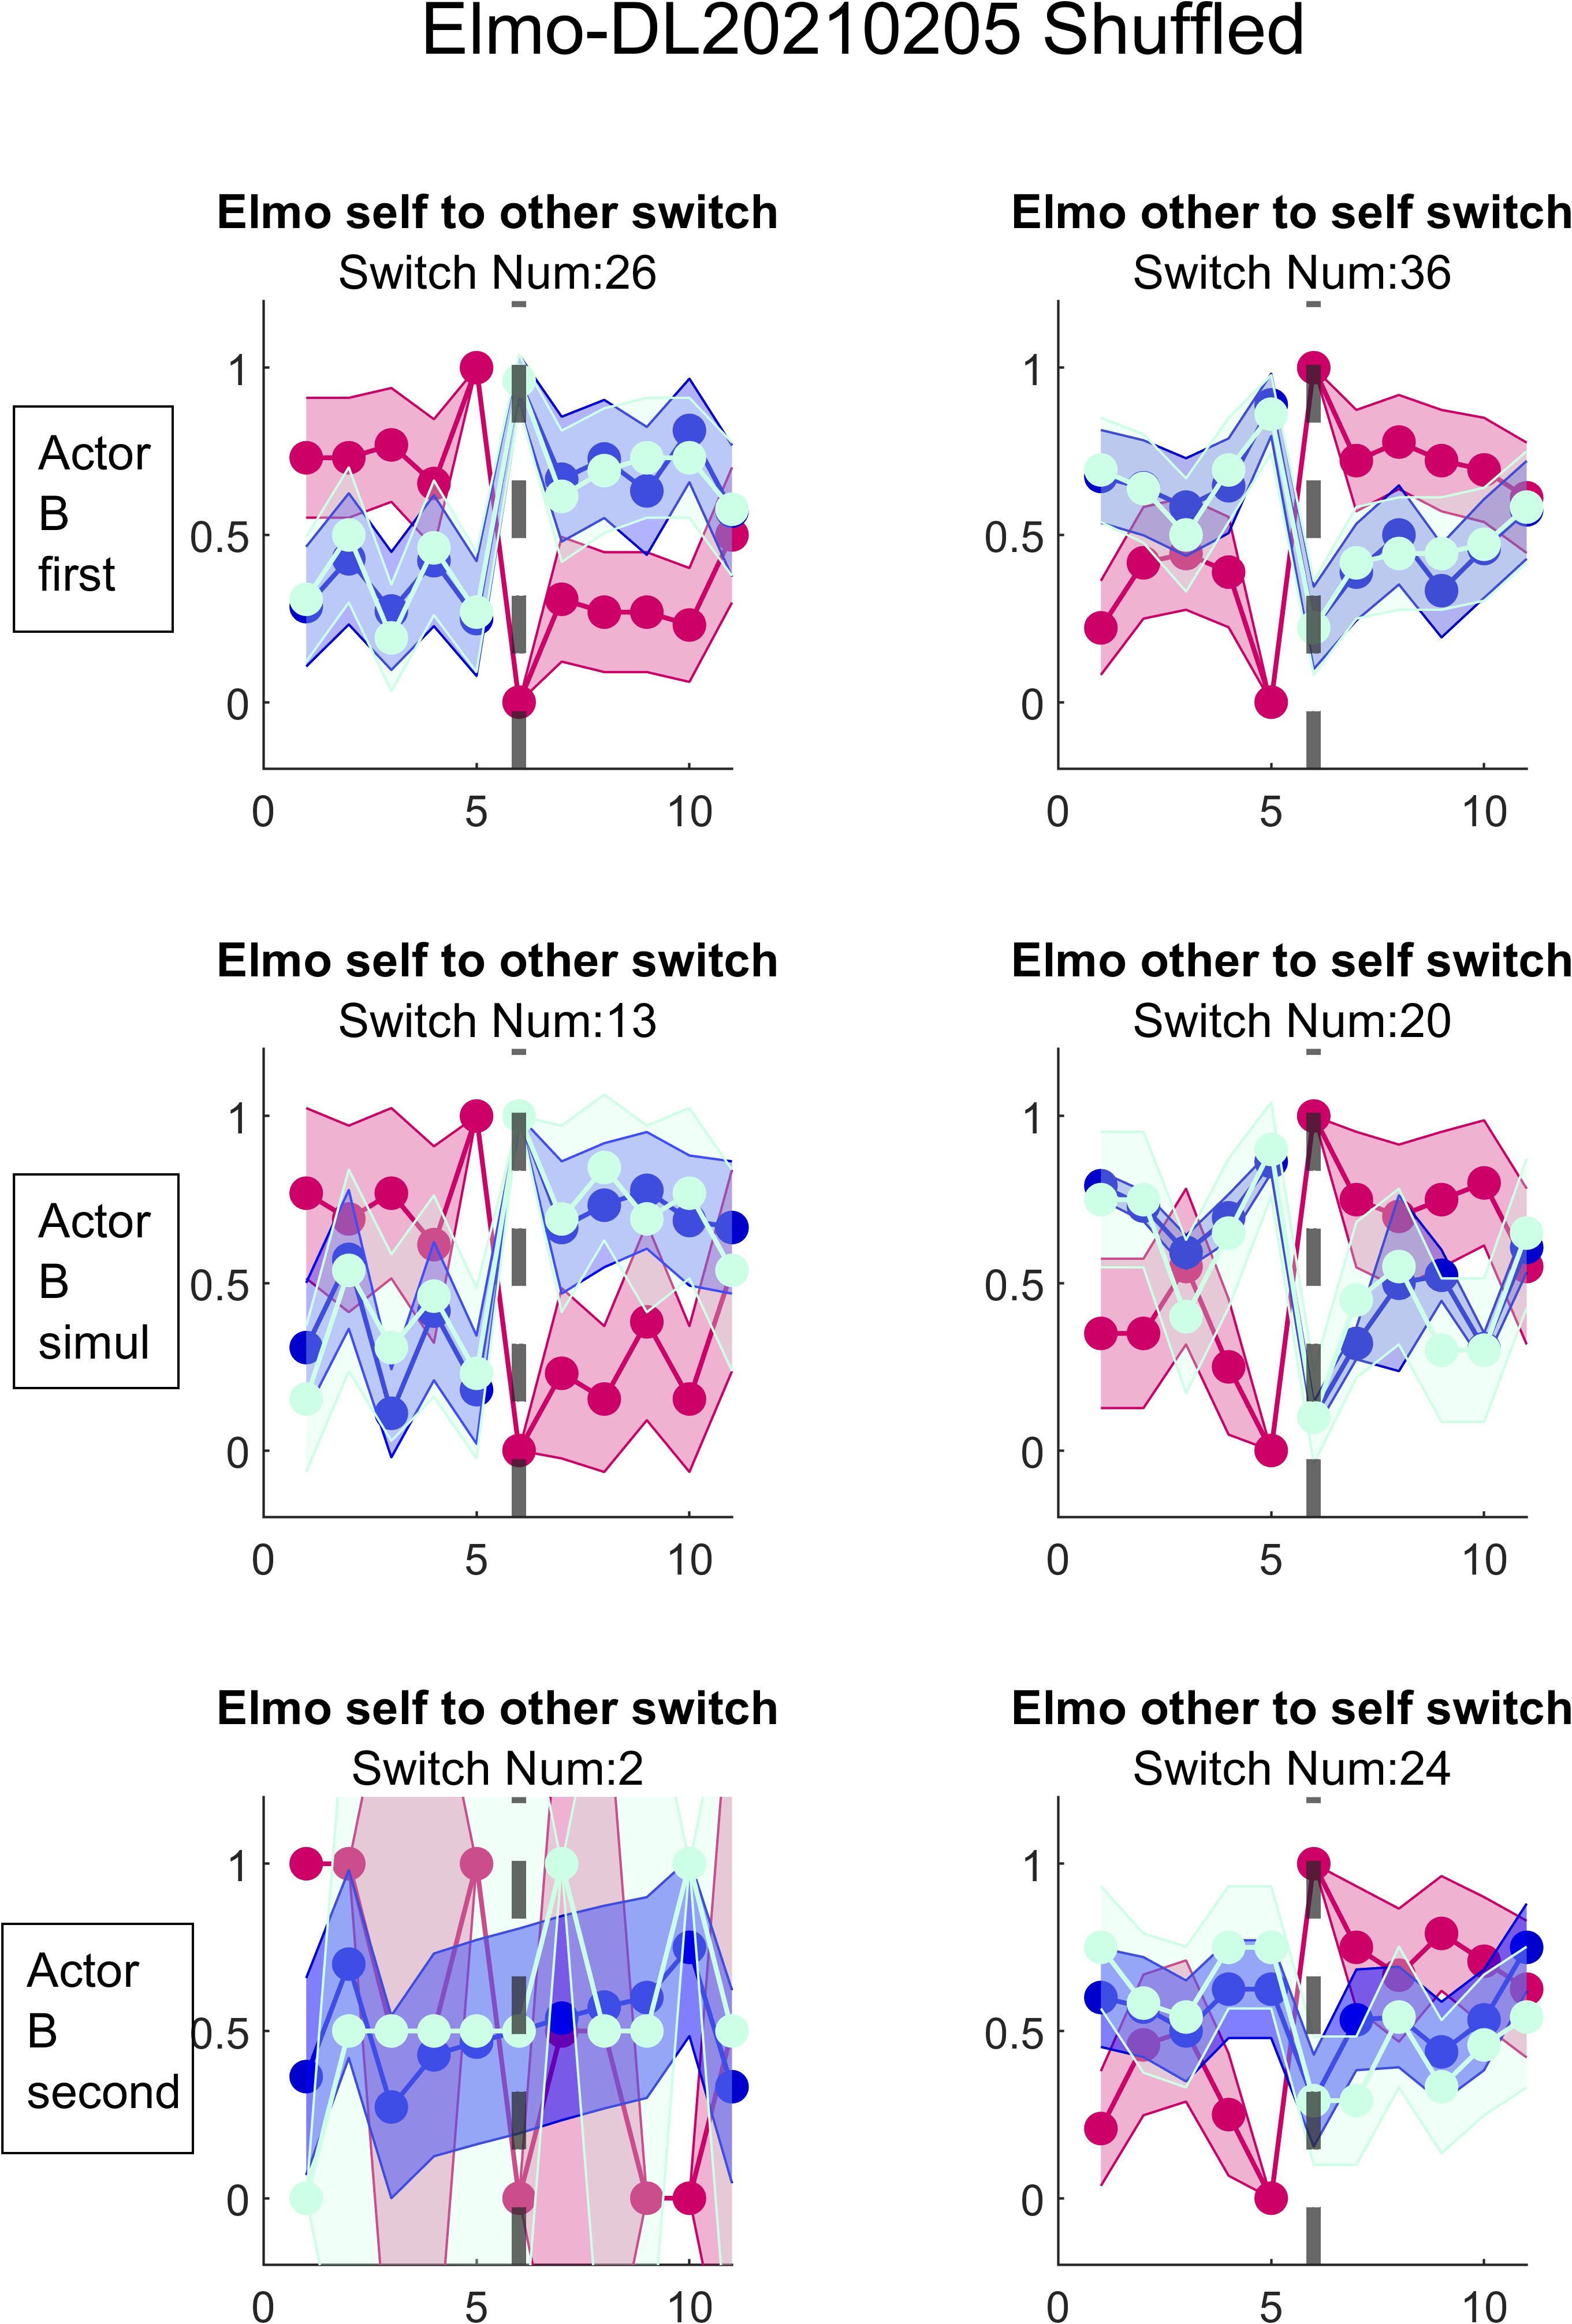 Elmo-DL20210205 Shuffled
Elmo self to other switch
Switch Num:26
1
0.5
0
0 5 10
Elmo other to self switch
Switch Num:36
1
0.5
0
0 5 10
Actor
B
first
Elmo self to other switch
Switch Num:13
1
0.5
0
0 5 10
Elmo other to self switch
Switch Num:20
1
0.5
0
0 5 10
Actor
B
simul
Elmo self to other switch
Switch Num:2
1
0.5
0
0 5 10
Elmo other to self switch
Switch Num:24
1
0.5
0
0 5 10
Actor
B
second